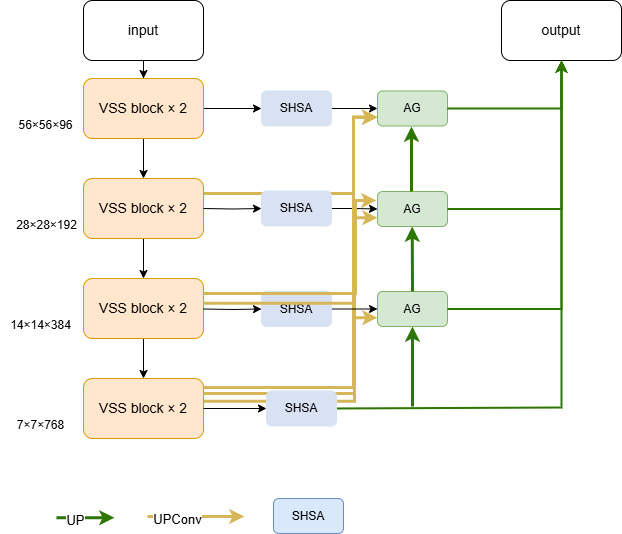 input
output
VSS block × 2
SHSA
AG
56×56×96
VSS block × 2
SHSA
AG
28×28×192
VSS block × 2
SHSA
AG
14×14×384
VSS block × 2
SHSA
7×7×768
UP
UPConv
SHSA